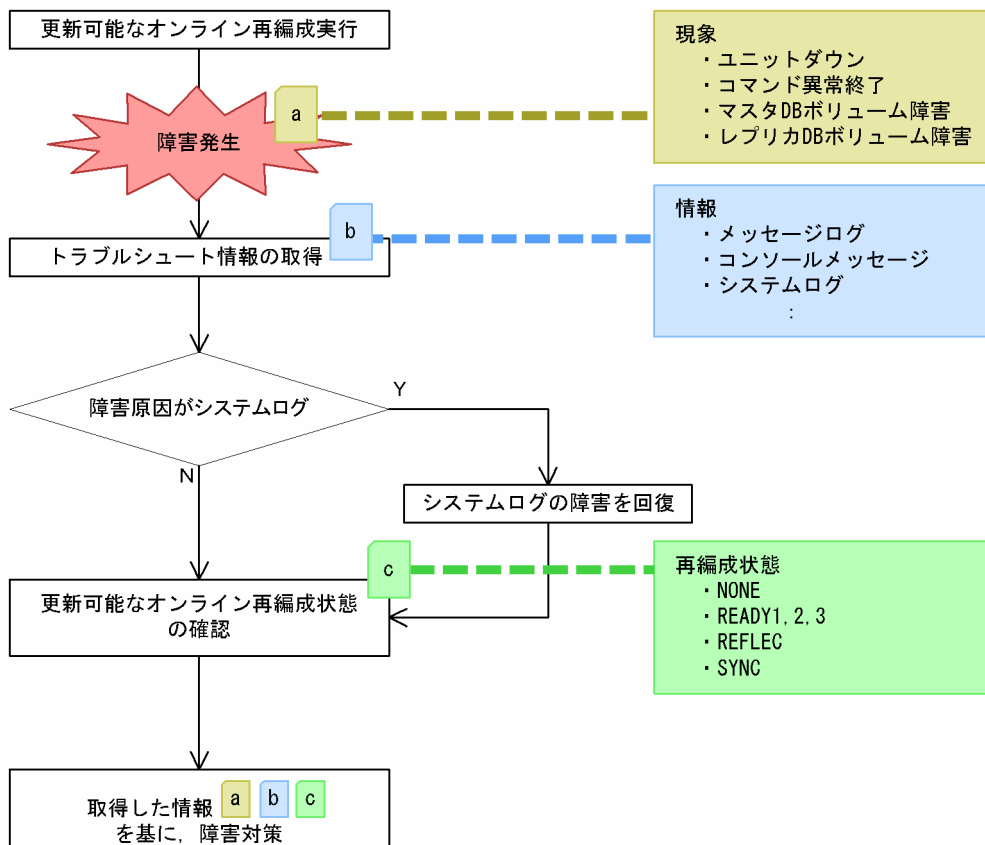 更新可能なオンライン再編成実行
障害発生
a
現象
・ユニットダウン
・コマンド異常終了
・マスタDBボリューム障害
・レプリカDBボリューム障害
トラブルシュート情報の取得
b
情報
・メッセージログ
・コンソールメッセージ
・システムログ
:
障害原因がシステムログ
Y
N
システムログの障害を回復
更新可能なオンライン再編成状態
の確認
c
再編成状態
・NONE
・READY1,2,3
・REFLEC
・SYNC
取得した情報 a b c
を基に，障害対策